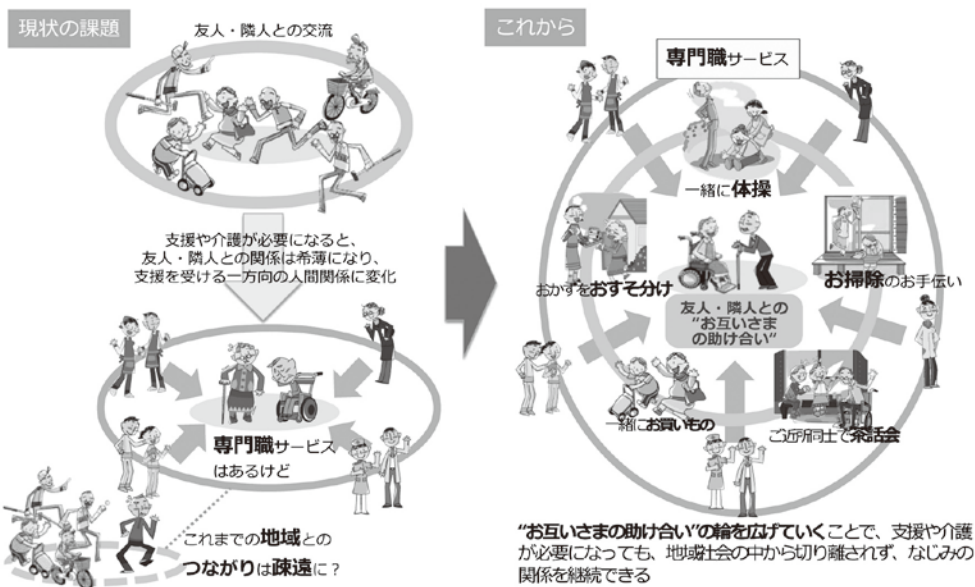 現状の課題
友人・隣人との交流
支援や介護が必要になると、
友人・隣人との関係は希薄になり、
支援を受ける一方向の人間関係に変化
専門職サービス
はあるけど
これまでの地域との
つながりは疎遠に？
これから
専門職サービス
一緒に体操
おかずをおすそ分け
お掃除のお手伝い
友人・隣人との
“お互いさま
の助け合い”
一緒にお買いもの
ご近所同士で茶話会
“お互いさまの助け合い”の輪を広げていくことで、支援や介護
が必要になっても、地域社会の中から切り離されず、なじみの
関係を継続できる